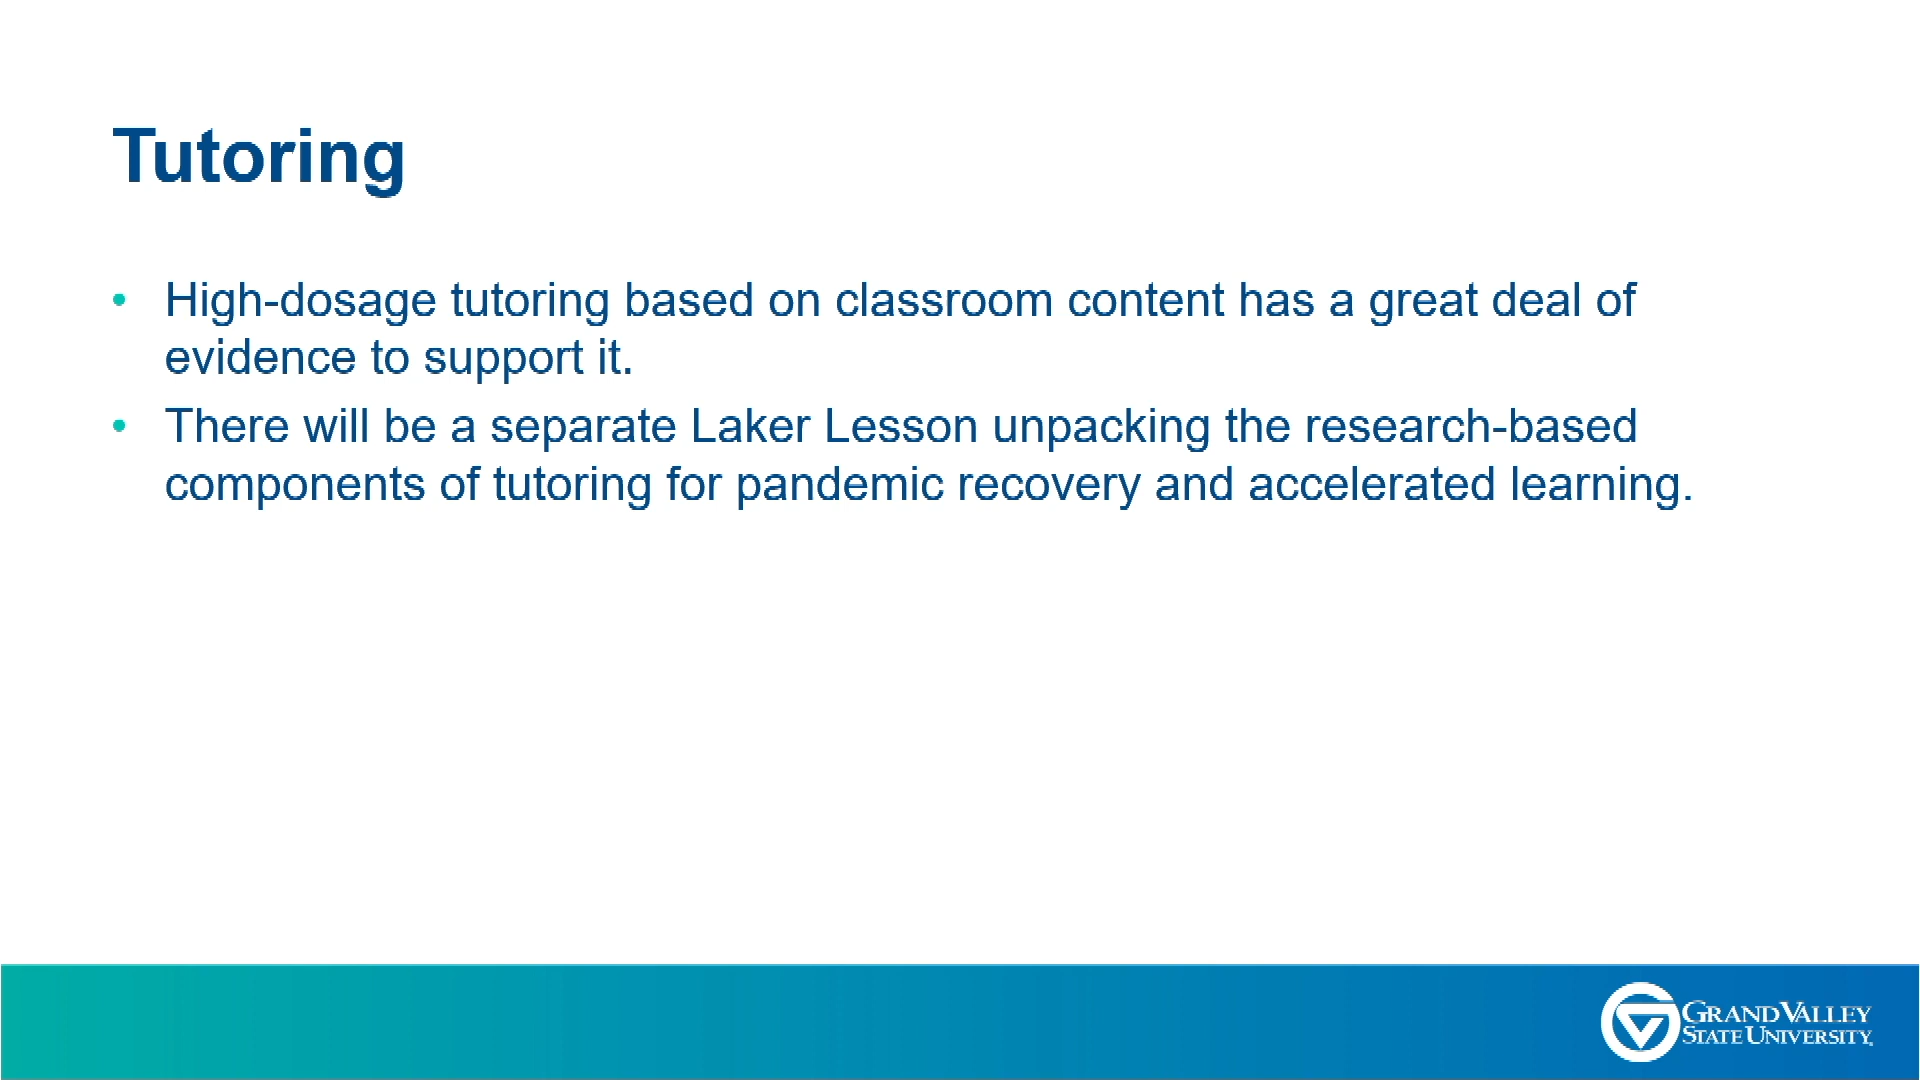 Tutoring
• High-dosage tutoring based on classroom content has a great deal of
evidence to support it.
• There will be a separate Laker Lesson unpacking the research-based
components of tutoring for pandemic recovery and accelerated learning.
GRAND VALLEY
STATE UNIVERSITY.